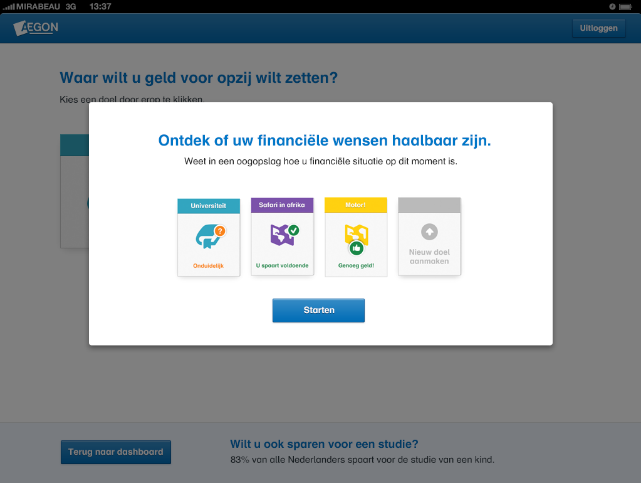 MIRABEAU 3G 13:37
AEGON
Uitloggen
Waar wilt u geld voor opzij wilt zetten?
Kies een doel door erop te klikken
Ontdek of uw financiële wensen haalbaar zijn.
Weet in een oogopslag hoe u financiële situatie op dit moment is.
Universiteit
Safari in afrika
Motor!
?
Nieuw doel
aanmaken
Onduidelijk
U spaart voldoende
Genoeg geld!
Starten
Terug naar dashboard
Wilt u ook sparen voor een studie?
83% van alle Nederlanders spaart voor de studie van een kind.